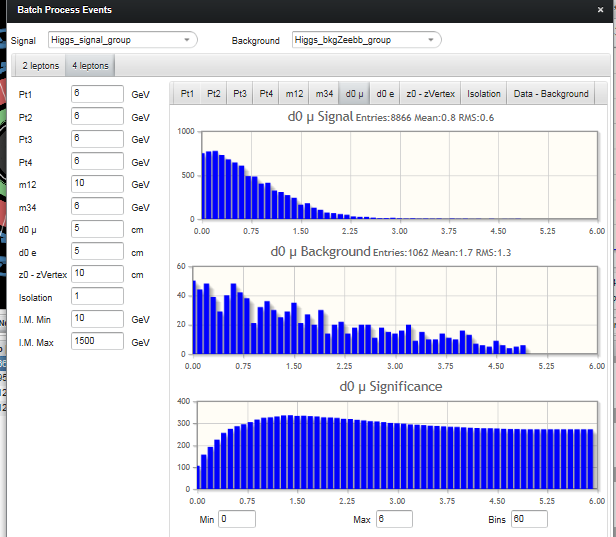 Batch Process Events ×
Signal Higgs_signal_group Background Higgs_bkgZeebb_group
2 leptons 4 leptons
Pt1 6 GeV
Pt2 6 GeV
Pt3 6 GeV
Pt4 6 GeV
m12 10 GeV
m34 6 GeV
d0 μ 5 cm
d0 e 5 cm
z0 - zVertex 10 cm
Isolation 1
I.M. Min 10 GeV
I.M. Max 1500 GeV
Pt1 Pt2 Pt3 Pt4 m12 m34 d0 μ d0 e z0 - zVertex Isolation Data - Background
d0 μ Signal Entries:8866 Mean:0.8 RMS:0.6
1000
500
0
0.00 0.75 1.50 2.25 3.00 3.75 4.50 5.25 6.00
d0 μ Background Entries:1062 Mean:1.7 RMS:1.3
60
40
20
0
0.00 0.75 1.50 2.25 3.00 3.75 4.50 5.25 6.00
d0 μ Significance
400
300
200
100
0
0.00 0.75 1.50 2.25 3.00 3.75 4.50 5.25 6.00
Min 0 Max 6 Bins 60